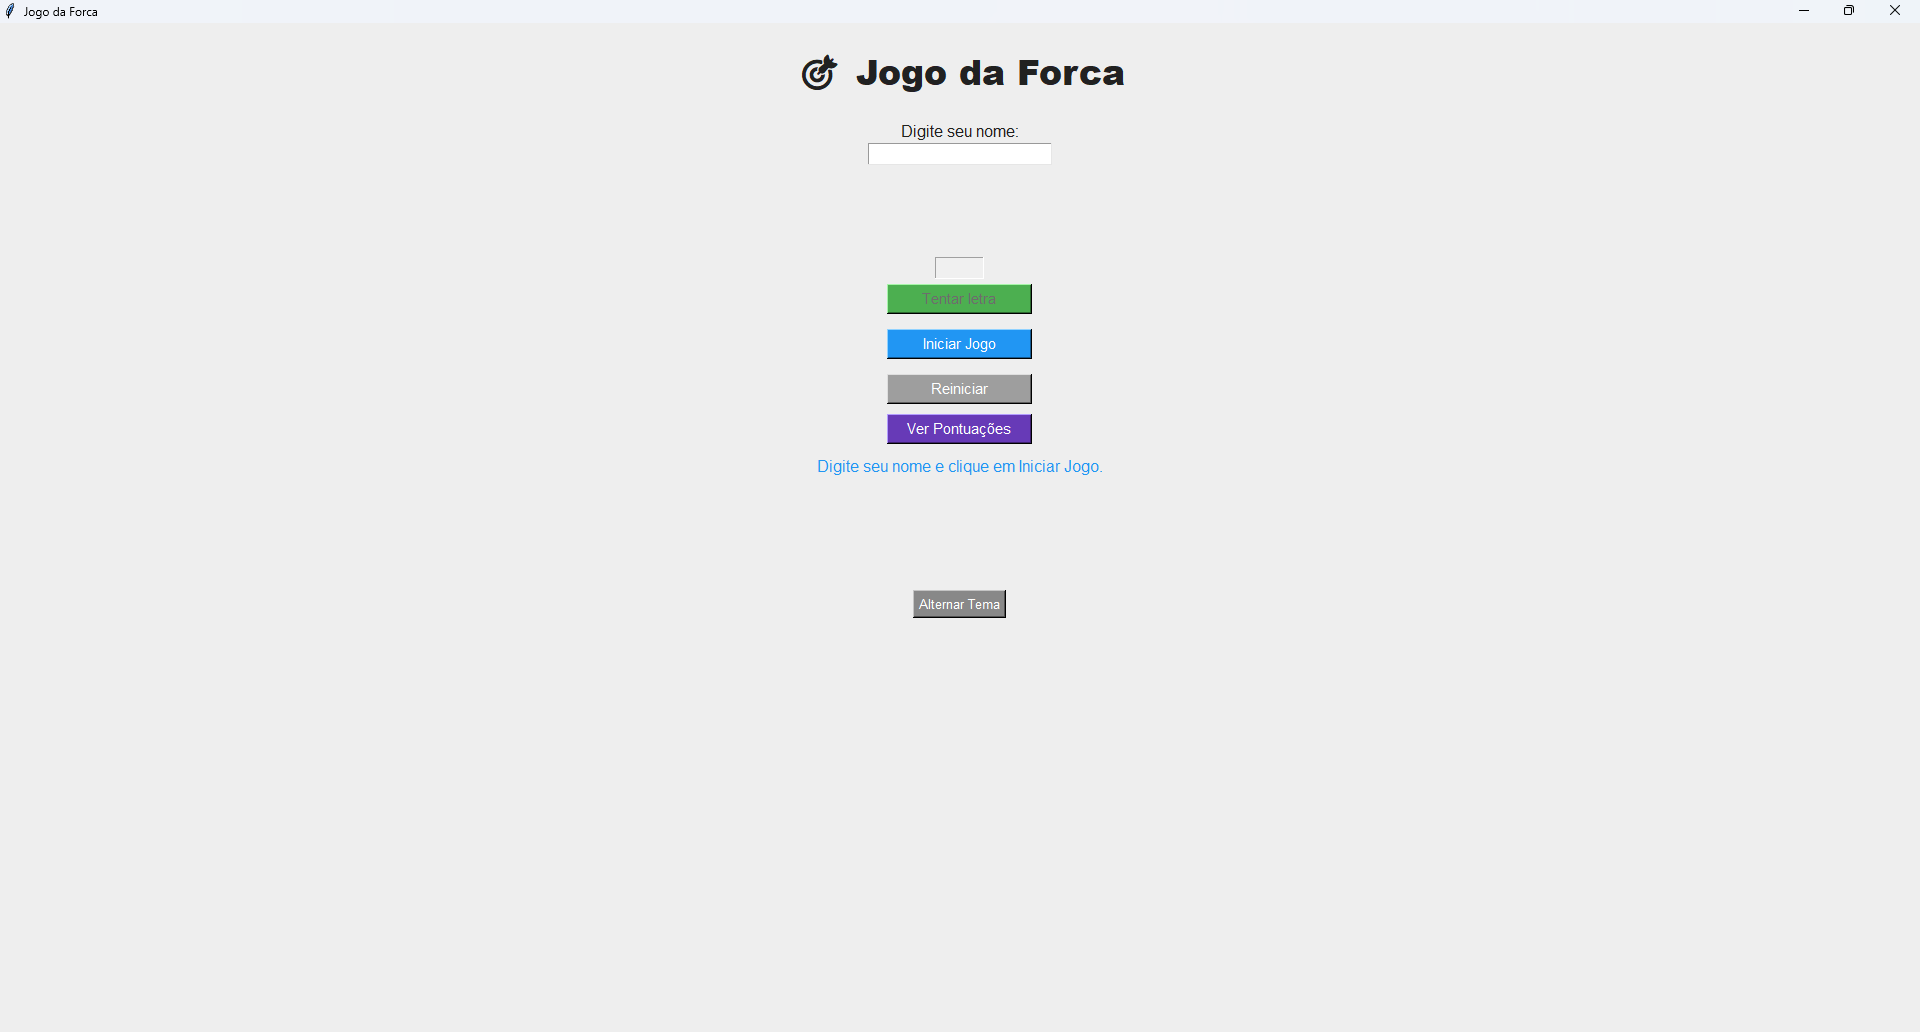 Jogo da Forca
Jogo da Forca
Digite seu nome:
Tentar letra
Iniciar Jogo
Reiniciar
Ver Pontuações
Digite seu nome e clique em Iniciar Jogo.
Alternar Tema